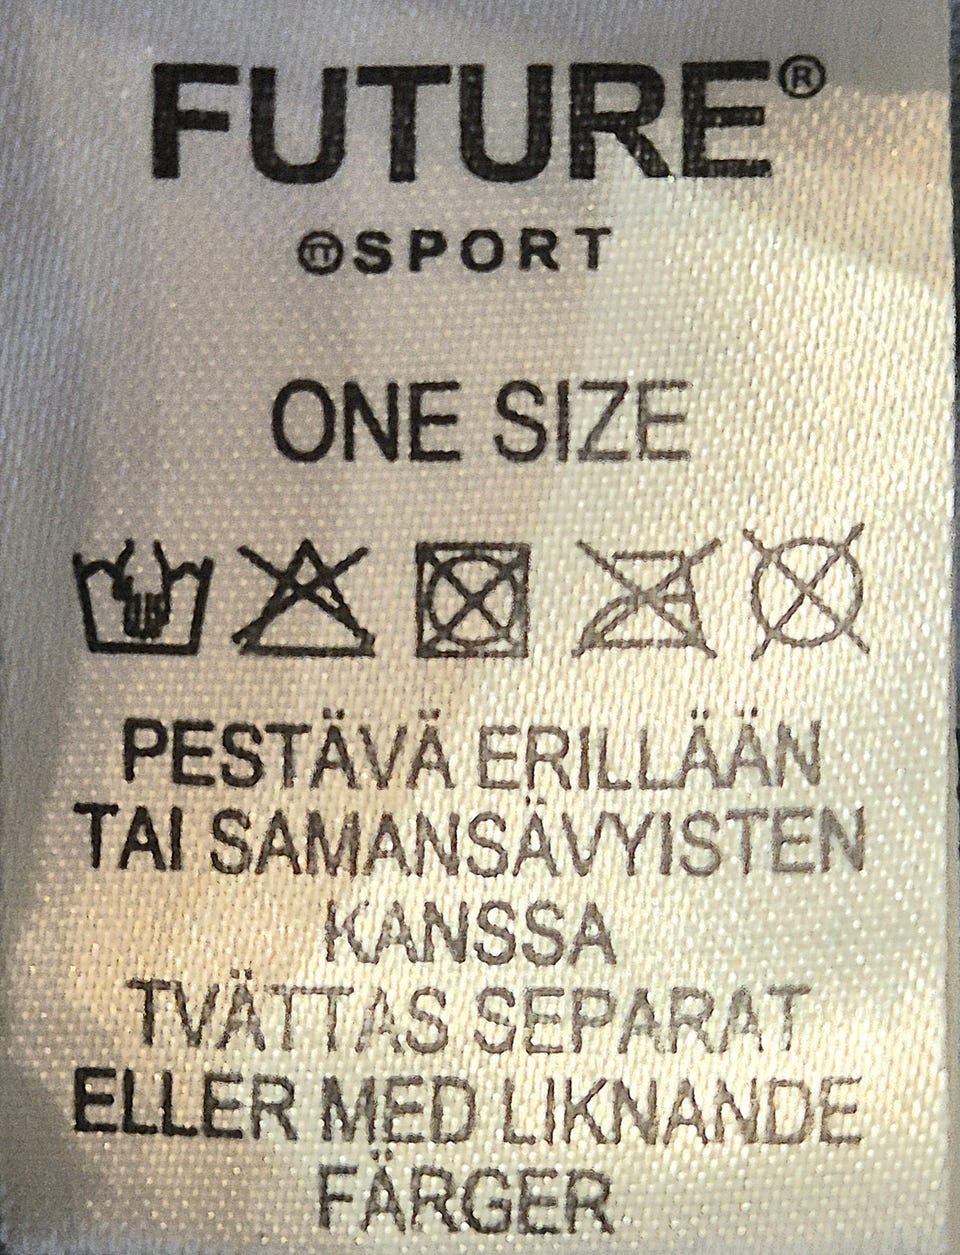 FUTURE®
SPORT
ONE SIZE
PESTÄVÄ ERILLÄÄN
TAI SAMANSÄVYISTEN
KANSSA
TVÄTTAS SEPARAT
ELLER MED LIKNANDE
FÄRGER